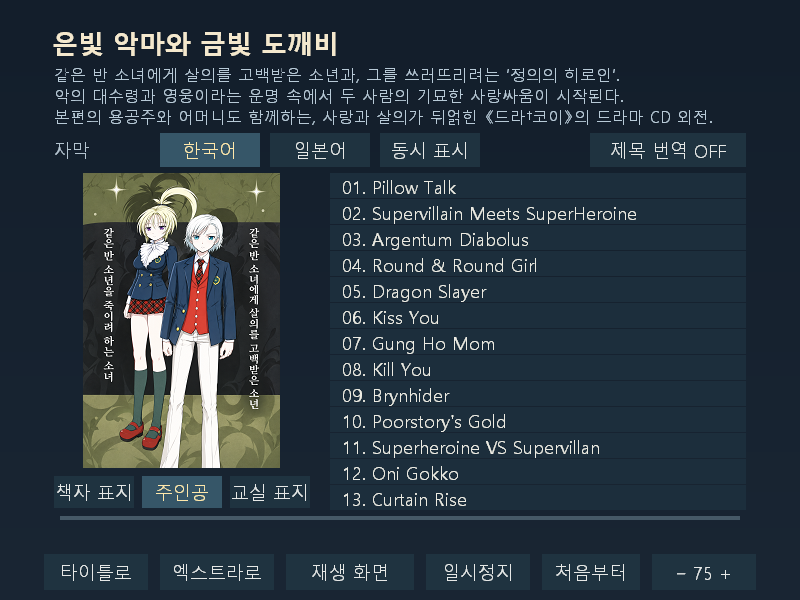 은빛 악마와 금빛 도깨비
같은 반 소녀에게 살의를 고백받은 소년과, 그를 쓰러뜨리려는 '정의의 히로인'.
악의 대수령과 영웅이라는 운명 속에서 두 사람의 기묘한 사랑싸움이 시작된다.
본편의 용공주와 어머니도 함께하는, 사랑과 살의가 뒤얽힌 《드라†코이》의 드라마 CD 외전.
자막 한국어 일본어 동시 표시 제목 번역 OFF
같은 반 소년을 죽이려 하는 소녀
같은 반 소녀에게 살의를 고백받은 소년
01. Pillow Talk
02. Supervillain Meets SuperHeroine
03. Argentum Diabolus
04. Round & Round Girl
05. Dragon Slayer
06. Kiss You
07. Gung Ho Mom
08. Kill You
09. Brynhider
10. Poorstory's Gold
11. Superheroine VS Supervillan
12. Oni Gokko
13. Curtain Rise
책자 표지 주인공 교실 표지
타이틀로 엑스트라로 재생 화면 일시정지 처음부터 – 75 +